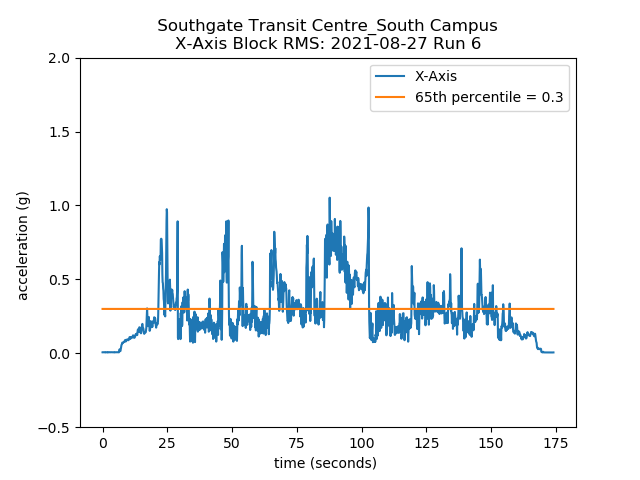 Southgate Transit Centre_South Campus
X-Axis Block RMS: 2021-08-27 Run 6
X-Axis
65th percentile = 0.3
2.0
1.5
1.0
0.5
0.0
−0.5
acceleration (g)
0 25 50 75 100 125 150 175
time (seconds)